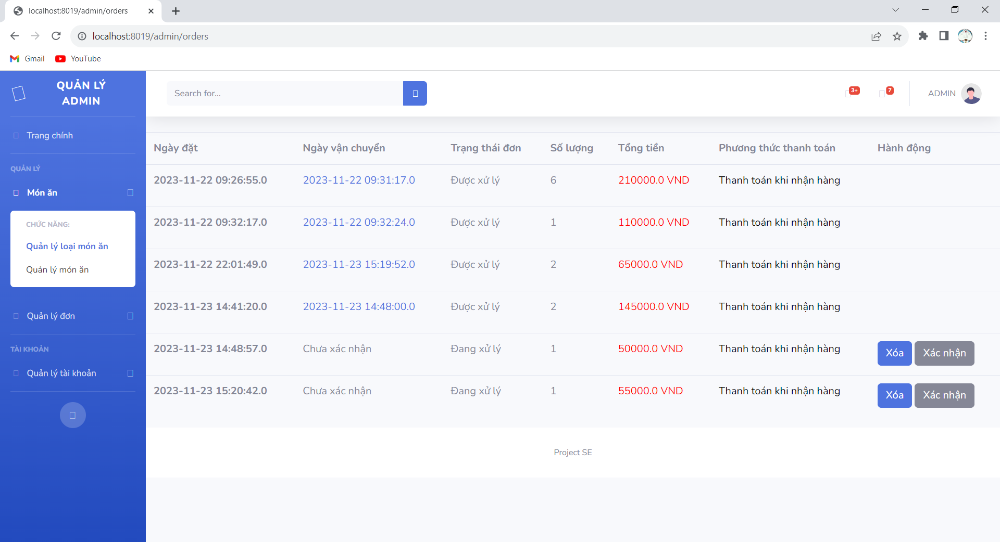 localhost:8019/admin/orders
localhost:8019/admin/orders
Gmail YouTube
QUẢN LÝ
ADMIN
Search for...
3+ 7 ADMIN
Trang chính
QUẢN LÝ
Món ăn
CHỨC NĂNG:
Quản lý loại món ăn
Quản lý món ăn
Quản lý đơn
TÀI KHOẢN
Quản lý tài khoản
Ngày đặt Ngày vận chuyển Trạng thái đơn Số lượng Tổng tiền Phương thức thanh toán Hành động
2023-11-22 09:26:55.0 2023-11-22 09:31:17.0 Được xử lý 6 210000.0 VND Thanh toán khi nhận hàng
2023-11-22 09:32:17.0 2023-11-22 09:32:24.0 Được xử lý 1 110000.0 VND Thanh toán khi nhận hàng
2023-11-22 22:01:49.0 2023-11-23 15:19:52.0 Được xử lý 2 65000.0 VND Thanh toán khi nhận hàng
2023-11-23 14:41:20.0 2023-11-23 14:48:00.0 Được xử lý 2 145000.0 VND Thanh toán khi nhận hàng
2023-11-23 14:48:57.0 Chưa xác nhận Đang xử lý 1 50000.0 VND Thanh toán khi nhận hàng Xóa Xác nhận
2023-11-23 15:20:42.0 Chưa xác nhận Đang xử lý 1 55000.0 VND Thanh toán khi nhận hàng Xóa Xác nhận
Project SE